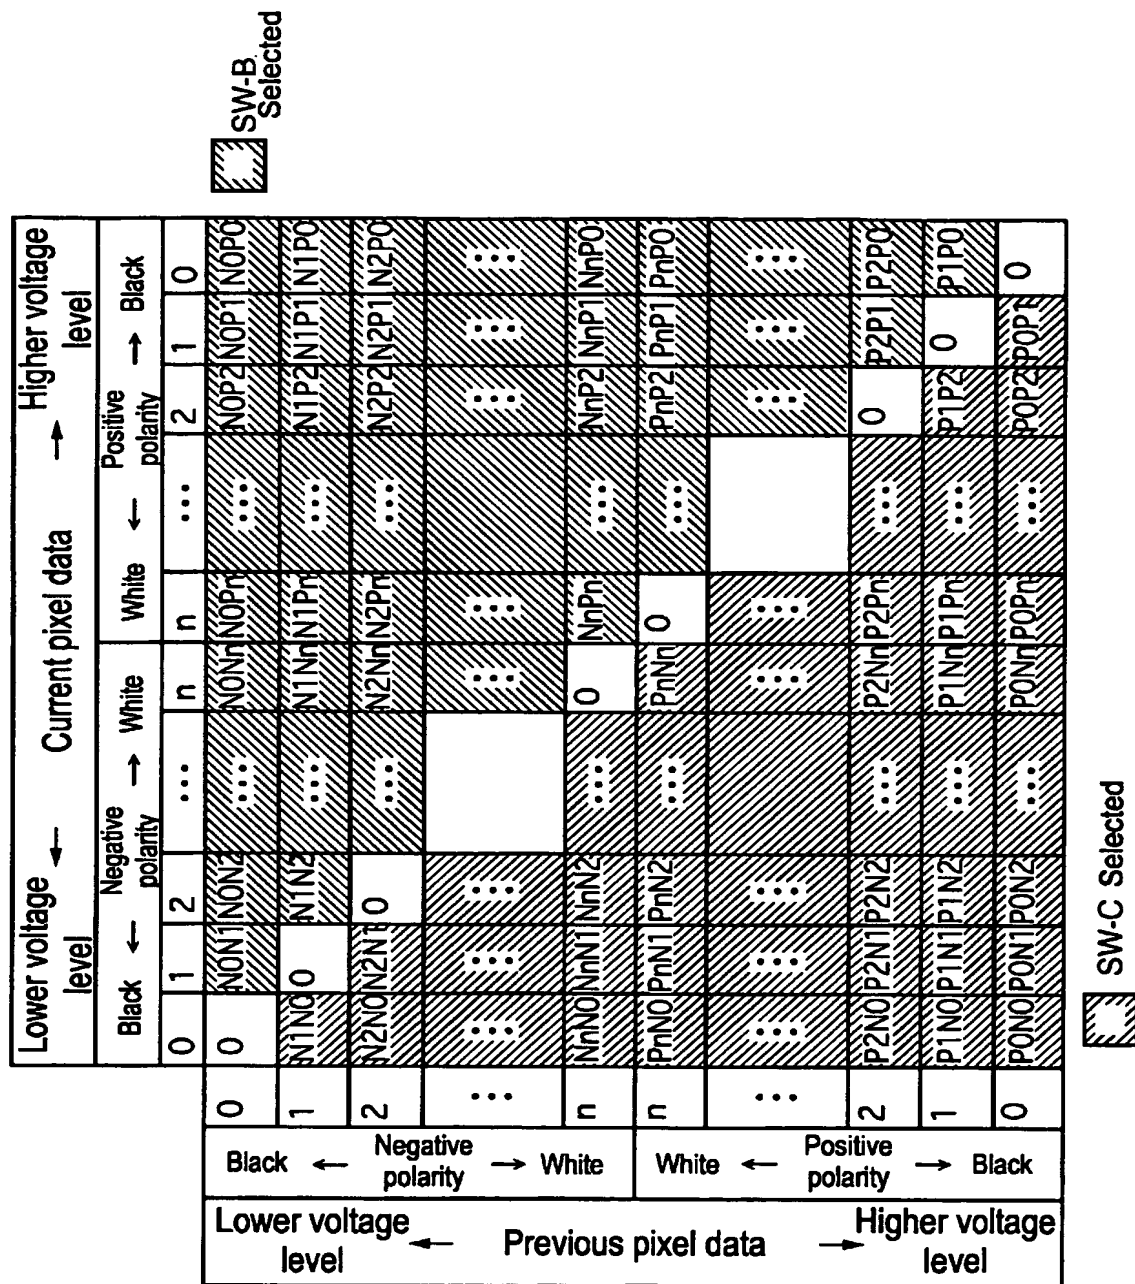 SW-B Selected
Lower voltage level ← Current pixel data → Higher voltage level
Black ← Negative polarity → White White ← Positive polarity → Black
0 1 2 ... n n ... 2 1 0
Lower voltage level ← Previous pixel data → Higher voltage level
Black ← Negative polarity → White
White ← Positive polarity → Black
0 0 N0N1 N0N2 ... N0Nn N0Pn ... N0P2 N0P1 N0P0
1 N1N0 0 N1N2 ... N1Nn N1Pn ... N1P2 N1P1 N1P0
2 N2N0 N2N1 0 ... N2Nn N2Pn ... N2P2 N2P1 N2P0
... ... ... ... ... ... ... ... ...
n NnN0 NnN1 NnN2 ... 0 NnPn ... NnP2 NnP1 NnP0
n PnN0 PnN1 PnN2 ... PnNn 0 ... PnP2 PnP1 PnP0
... ... ... ... ... ... ... ... ...
2 P2N0 P2N1 P2N2 ... P2Nn P2Pn ... 0 P2P1 P2P0
1 P1N0 P1N1 P1N2 ... P1Nn P1Pn ... P1P2 0 P1P0
0 P0N0 P0N1 P0N2 ... P0Nn P0Pn ... P0P2 P0P1 0
SW-C Selected